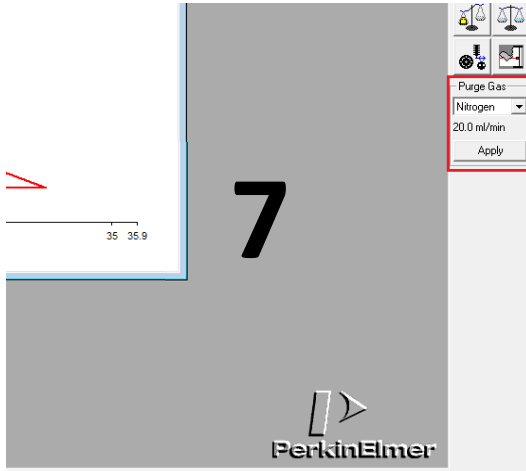 Purge Gas
Nitrogen
20.0 ml/min
Apply
7
35 35.9
PerkinElmer